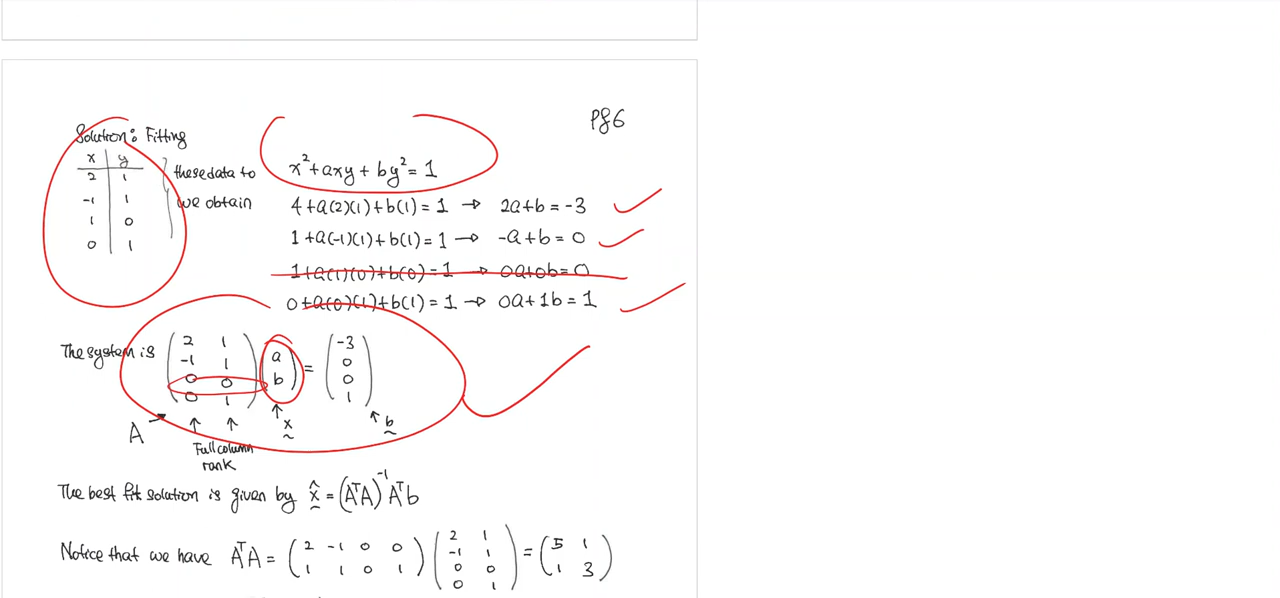 P86
Solution: Fitting
x y
2 1
-1 1
1 0
0 1
these data to
we obtain
x²+axy+by²=1
4+a(2)(1)+b(1)=1 → 2a+b=-3
1+a(-1)(1)+b(1)=1 → -a+b=0
1+a(1)(0)+b(0)=1 → 0a+0b=0
0+a(0)(1)+b(1)=1 → 0a+1b=1
The system is (2 1; -1 1; 0 0; 0 1)(a; b) = (-3; 0; 0; 1)
A x b
Full column
rank
The best fit solution is given by x̂ = (AᵀA)⁻¹Aᵀb
Notice that we have AᵀA = (2 -1 0 0; 1 1 0 1)(2 1; -1 1; 0 0; 0 1) = (5 1; 1 3)